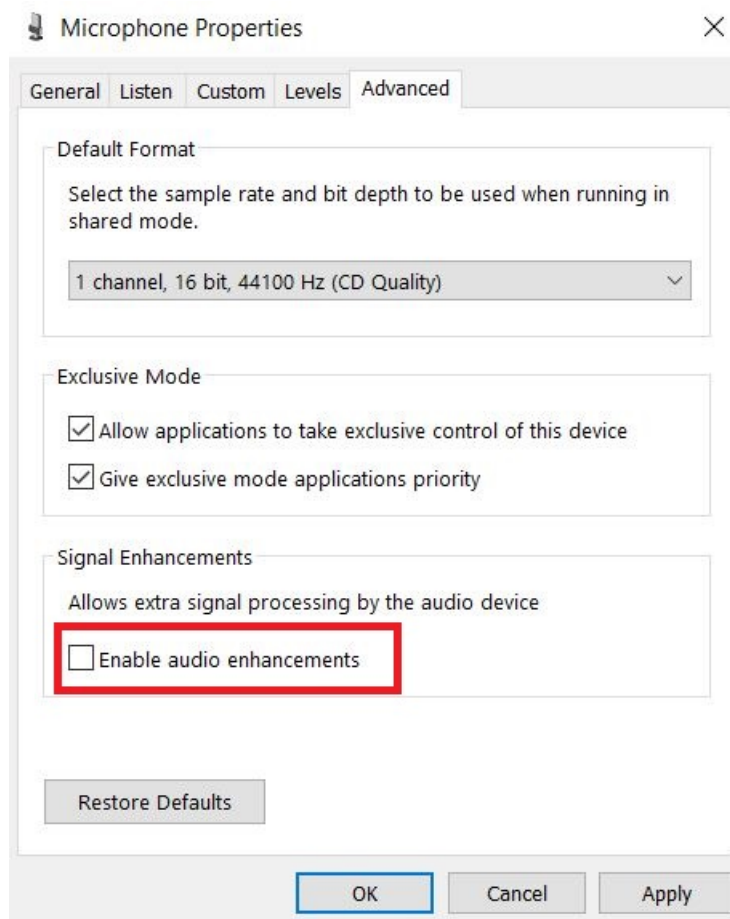 Microphone Properties
General Listen Custom Levels Advanced
Default Format
Select the sample rate and bit depth to be used when running in
shared mode.
1 channel, 16 bit, 44100 Hz (CD Quality)
Exclusive Mode
Allow applications to take exclusive control of this device
Give exclusive mode applications priority
Signal Enhancements
Allows extra signal processing by the audio device
Enable audio enhancements
Restore Defaults
OK Cancel Apply